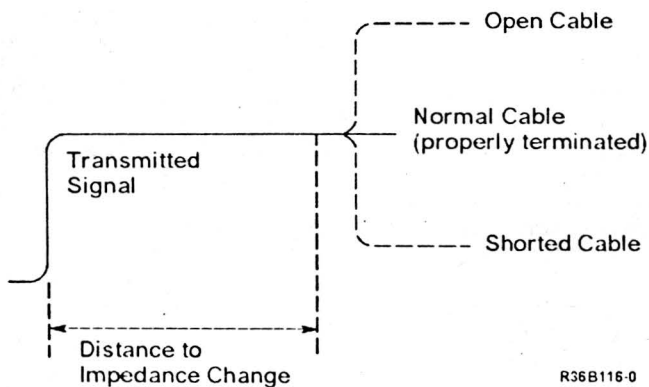 Open Cable
Normal Cable
(properly terminated)
Transmitted
Signal
Shorted Cable
Distance to
Impedance Change
R36B116-0